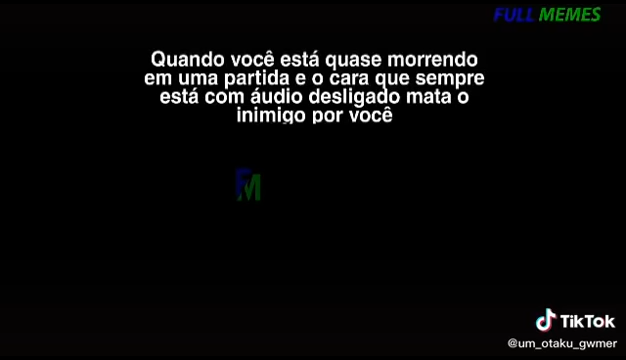 FULL MEMES
Quando você está quase morrendo
em uma partida e o cara que sempre
está com áudio desligado mata o
inimigo por você
FM
TikTok
@um_otaku_gwmer